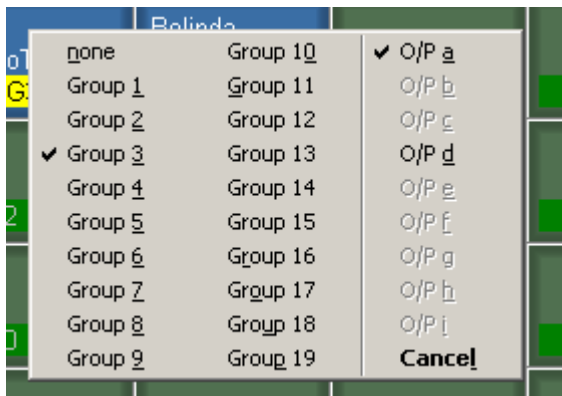 Belinda
none
Group 1
Group 2
Group 3
Group 4
Group 5
Group 6
Group 7
Group 8
Group 9
Group 10
Group 11
Group 12
Group 13
Group 14
Group 15
Group 16
Group 17
Group 18
Group 19
O/P a
O/P b
O/P c
O/P d
O/P e
O/P f
O/P g
O/P h
O/P i
Cancel